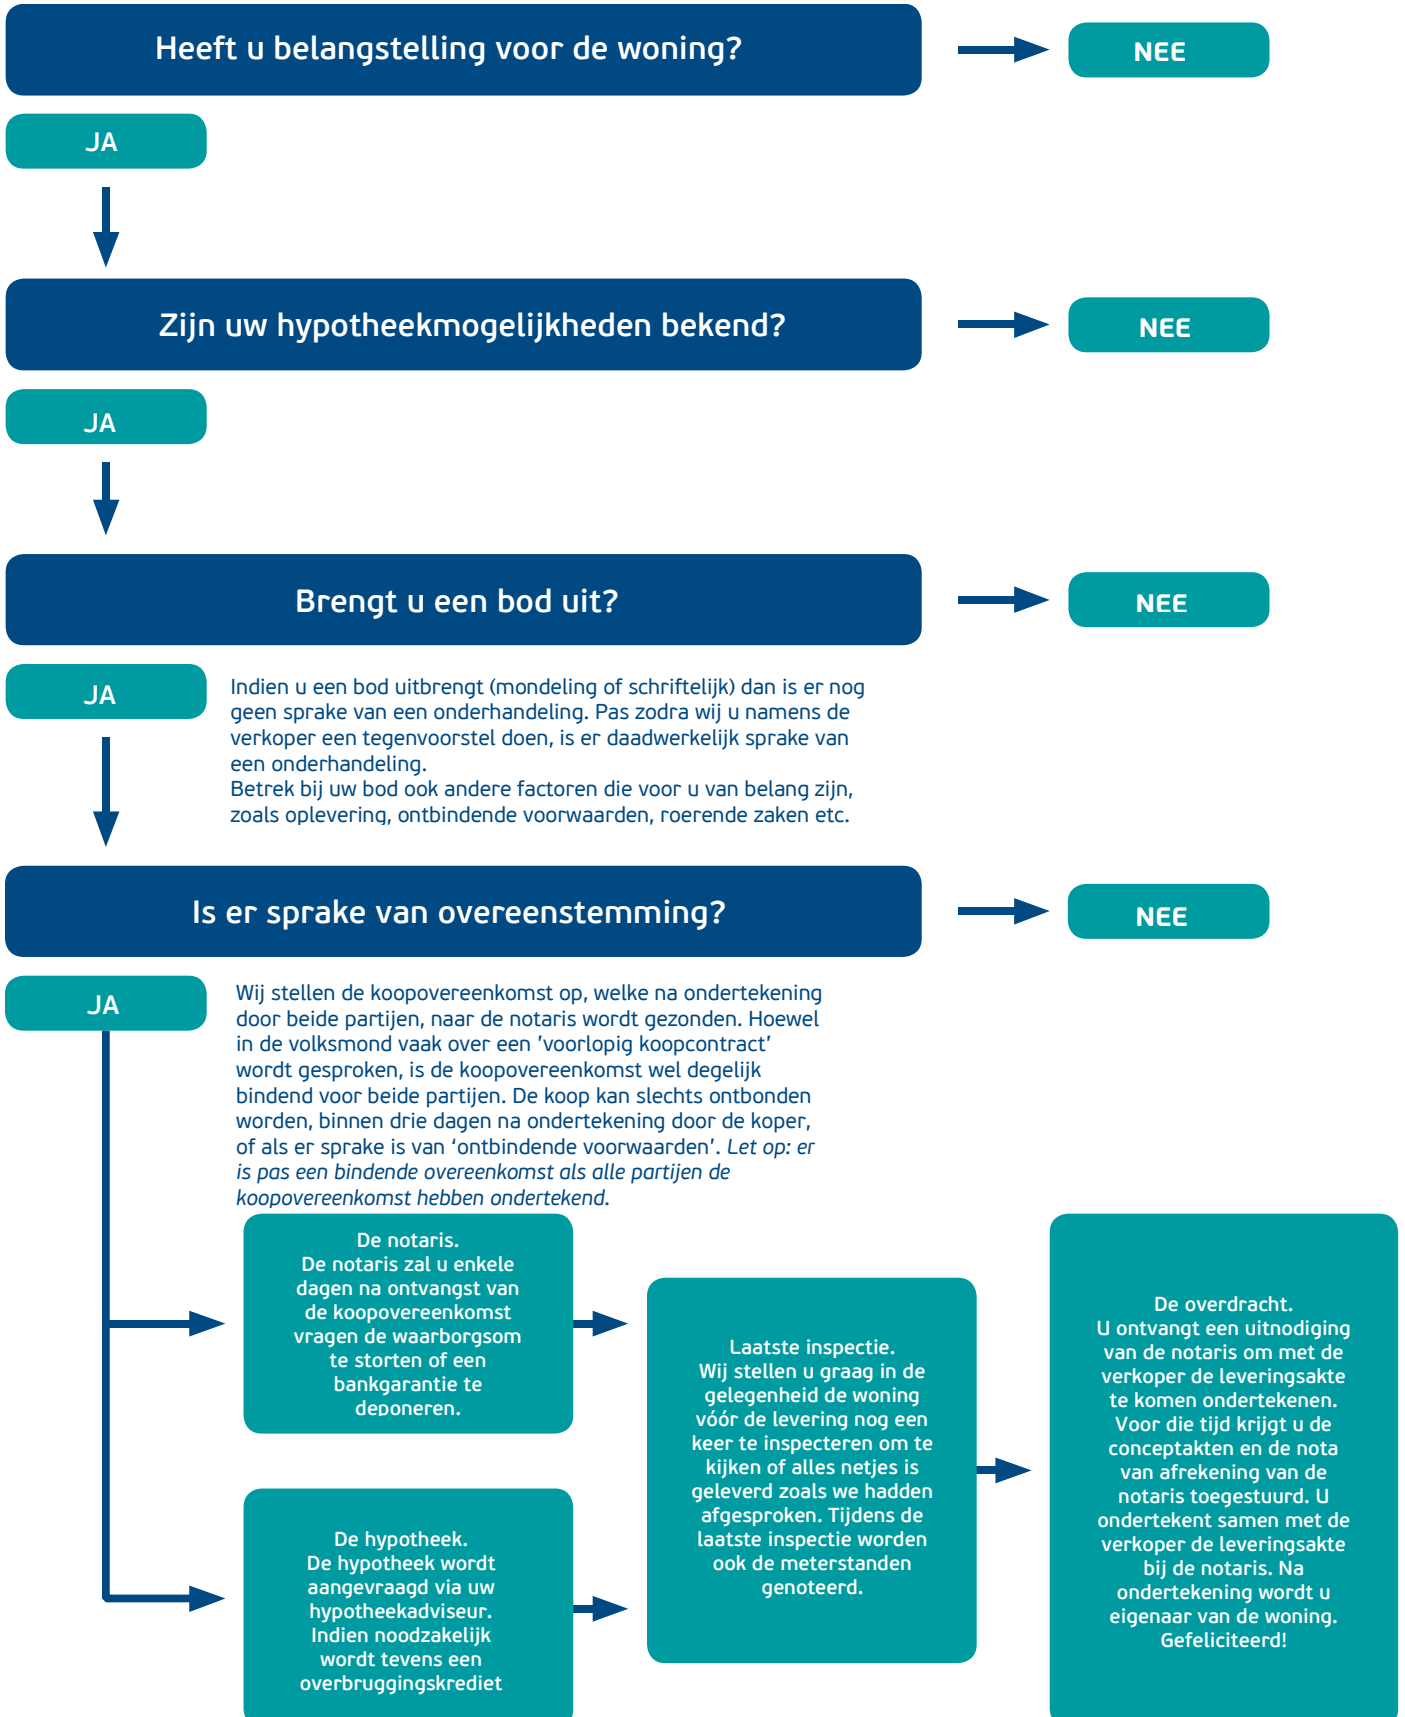 Heeft u belangstelling voor de woning?
NEE
JA
Zijn uw hypotheekmogelijkheden bekend?
NEE
JA
Brengt u een bod uit?
NEE
JA
Indien u een bod uitbrengt (mondeling of schriftelijk) dan is er nog
geen sprake van een onderhandeling. Pas zodra wij u namens de
verkoper een tegenvoorstel doen, is er daadwerkelijk sprake van
een onderhandeling.
Betrek bij uw bod ook andere factoren die voor u van belang zijn,
zoals oplevering, ontbindende voorwaarden, roerende zaken etc.
Is er sprake van overeenstemming?
NEE
JA
Wij stellen de koopovereenkomst op, welke na ondertekening
door beide partijen, naar de notaris wordt gezonden. Hoewel
in de volksmond vaak over een 'voorlopig koopcontract'
wordt gesproken, is de koopovereenkomst wel degelijk
bindend voor beide partijen. De koop kan slechts ontbonden
worden, binnen drie dagen na ondertekening door de koper,
of als er sprake is van ‘ontbindende voorwaarden’. Let op: er
is pas een bindende overeenkomst als alle partijen de
koopovereenkomst hebben ondertekend.
De notaris.
De notaris zal u enkele
dagen na ontvangst van
de koopovereenkomst
vragen de waarborgsom
te storten of een
bankgarantie te
deponeren.
De hypotheek.
De hypotheek wordt
aangevraagd via uw
hypotheekadviseur.
Indien noodzakelijk
wordt tevens een
overbruggingskrediet
Laatste inspectie.
Wij stellen u graag in de
gelegenheid de woning
vóór de levering nog een
keer te inspecteren om te
kijken of alles netjes is
geleverd zoals we hadden
afgesproken. Tijdens de
laatste inspectie worden
ook de meterstanden
genoteerd.
De overdracht.
U ontvangt een uitnodiging
van de notaris om met de
verkoper de leveringsakte
te komen ondertekenen.
Voor die tijd krijgt u de
conceptakten en de nota
van afrekening van de
notaris toegestuurd. U
ondertekent samen met de
verkoper de leveringsakte
bij de notaris. Na
ondertekening wordt u
eigenaar van de woning.
Gefeliciteerd!